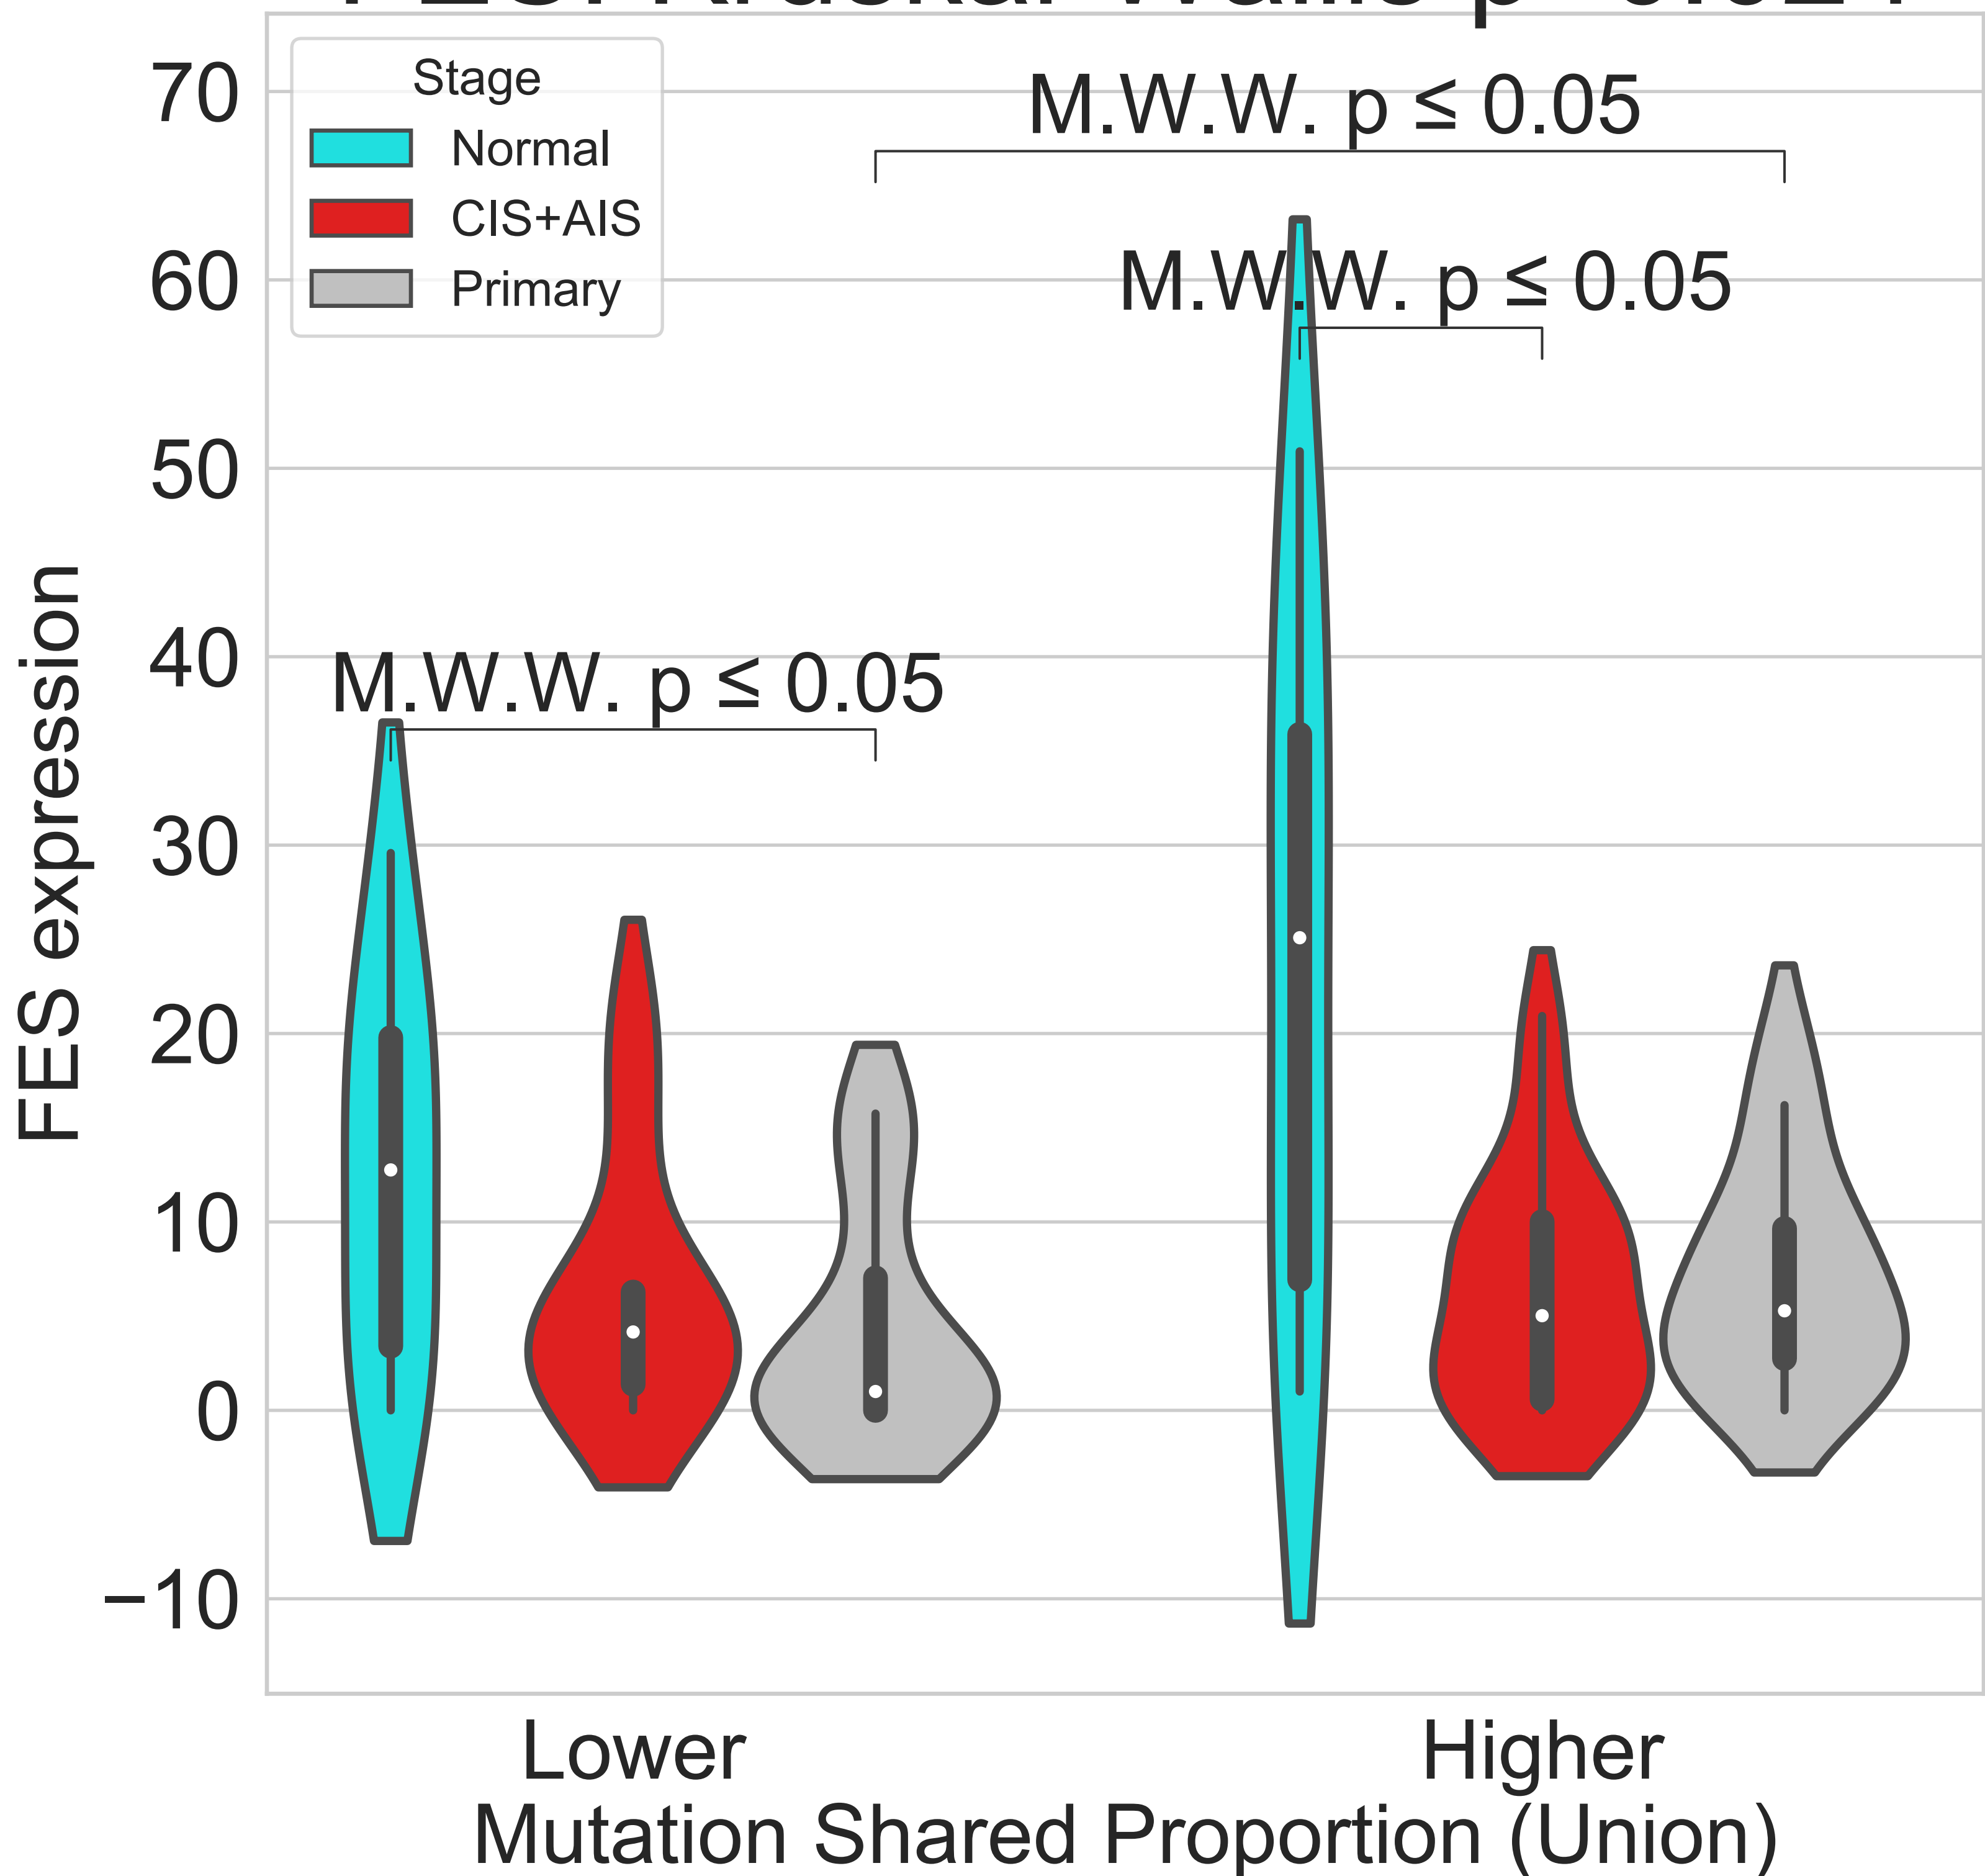 70
60
50
40
30
20
10
0
−10
FES expression
Stage
Normal
CIS+AIS
Primary
M.W.W. p ≤ 0.05
M.W.W. p ≤ 0.05
M.W.W. p ≤ 0.05
Lower
Higher
Mutation Shared Proportion (Union)